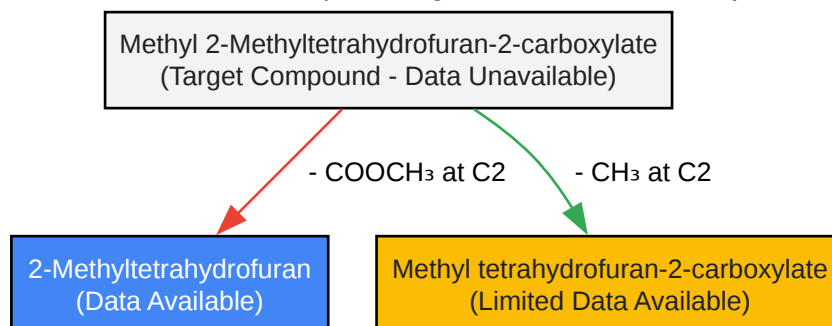 Methyl 2-Methyltetrahydrofuran-2-carboxylate
(Target Compound - Data Unavailable)
- COOCH₃ at C2
- CH₃ at C2
2-Methyltetrahydrofuran
(Data Available)
Methyl tetrahydrofuran-2-carboxylate
(Limited Data Available)